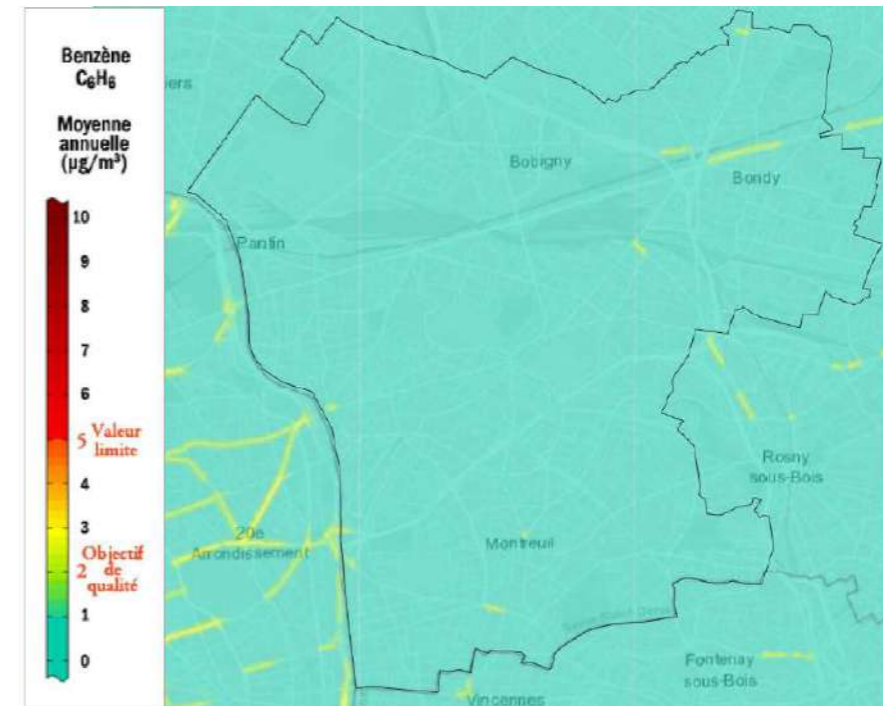 Benzène
C₆H₆
Moyenne
annuelle
(µg/m³)
10
9
8
7
6
5 Valeur
limite
4
3
Objectif
2 de
qualité
1
0
ers
Bobigny
Bondy
Pantin
Rosny
sous-Bois
20e
Arrondissement
Montreuil
Fontenay
sous-Bois
Vincennes